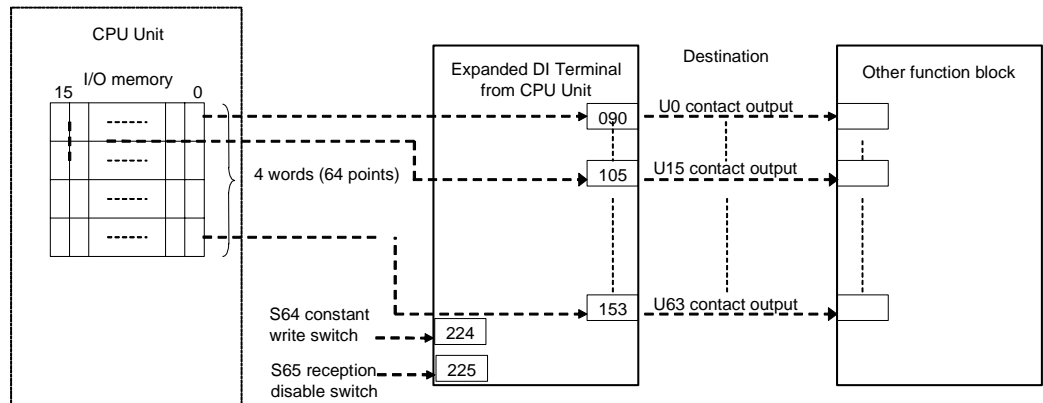 CPU Unit
I/O memory
15 0
4 words (64 points)
Expanded DI Terminal
from CPU Unit
Destination
Other function block
090
U0 contact output
105
U15 contact output
153
U63 contact output
S64 constant
write switch
224
S65 reception
disable switch
225